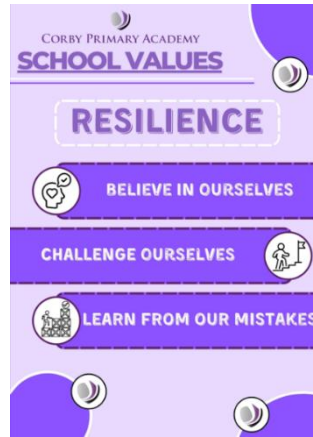 CORBY PRIMARY ACADEMY
SCHOOL VALUES
RESILIENCE
BELIEVE IN OURSELVES
CHALLENGE OURSELVES
LEARN FROM OUR MISTAKES